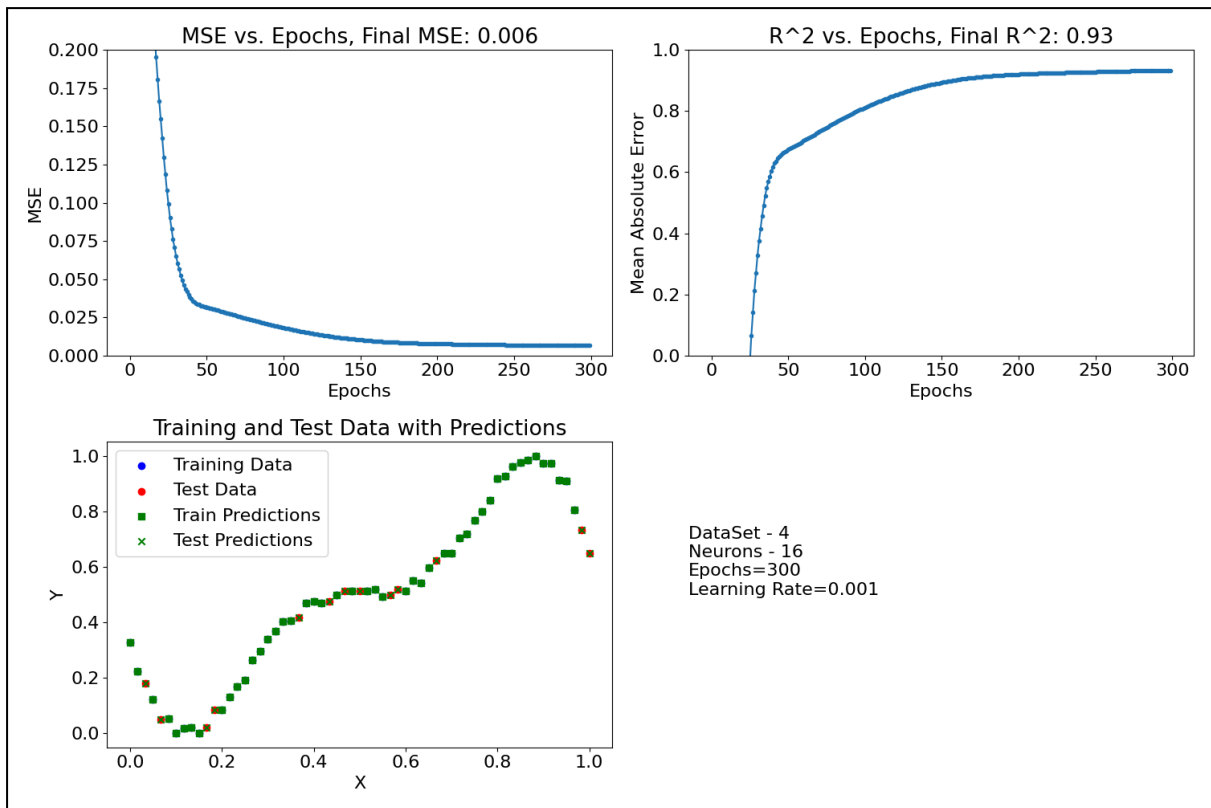 MSE vs. Epochs, Final MSE: 0.006
0.200
0.175
0.150
0.125
0.100
0.075
0.050
0.025
0.000
MSE
0 50 100 150 200 250 300
Epochs
R^2 vs. Epochs, Final R^2: 0.93
1.0
0.8
0.6
0.4
0.2
0.0
Mean Absolute Error
0 50 100 150 200 250 300
Epochs
Training and Test Data with Predictions
1.0
0.8
0.6
0.4
0.2
0.0
Y
Training Data
Test Data
Train Predictions
Test Predictions
0.0 0.2 0.4 0.6 0.8 1.0
X
DataSet - 4
Neurons - 16
Epochs=300
Learning Rate=0.001